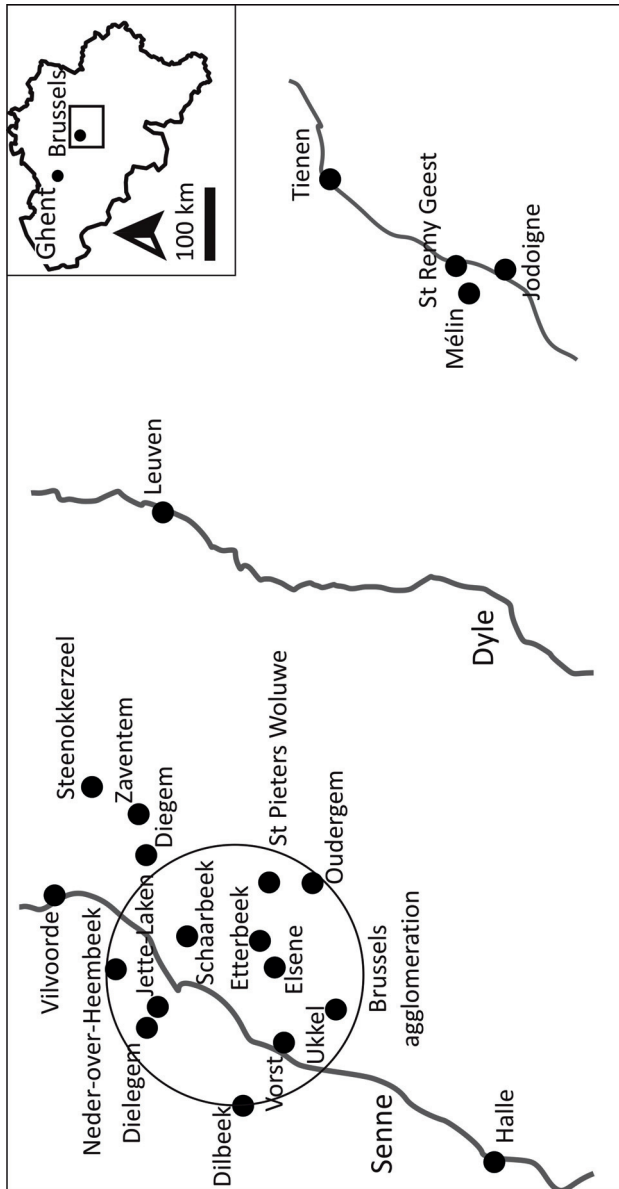 Ghent
Brussels
100 km
Steenokkerzeel
Zaventem
Diegem
Vilvoorde
Neder-over-Heembeek
Jette-Laken
Dielegem
Schaarbeek
Etterbeek
Elsene
St Pieters Woluwe
Oudergem
Dilbeek
Vorst
Ukkel
Brussels
agglomeration
Senne
Halle
Leuven
Dyle
Tienen
St Remy Geest
Mélin
Jodoigne